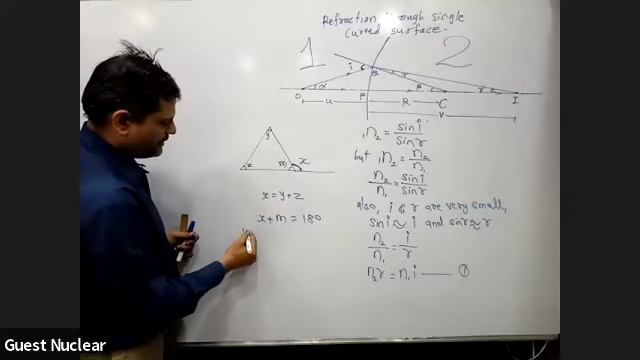 Refraction through single
curved surface
1
2
i
r
Q
α
β
γ
O
P
C
I
u
R
v
y
z
m
x
x = y + z
x + m = 180
y
₁n₂ = sin i / sin r
but ₁n₂ = n₂ / n₁
n₂ / n₁ = sin i / sin r
also, i & r are very small,
sin i ≈ i and sin r ≈ r
n₂ / n₁ = i / r
n₂r = n₁i —— ①
Guest Nuclear